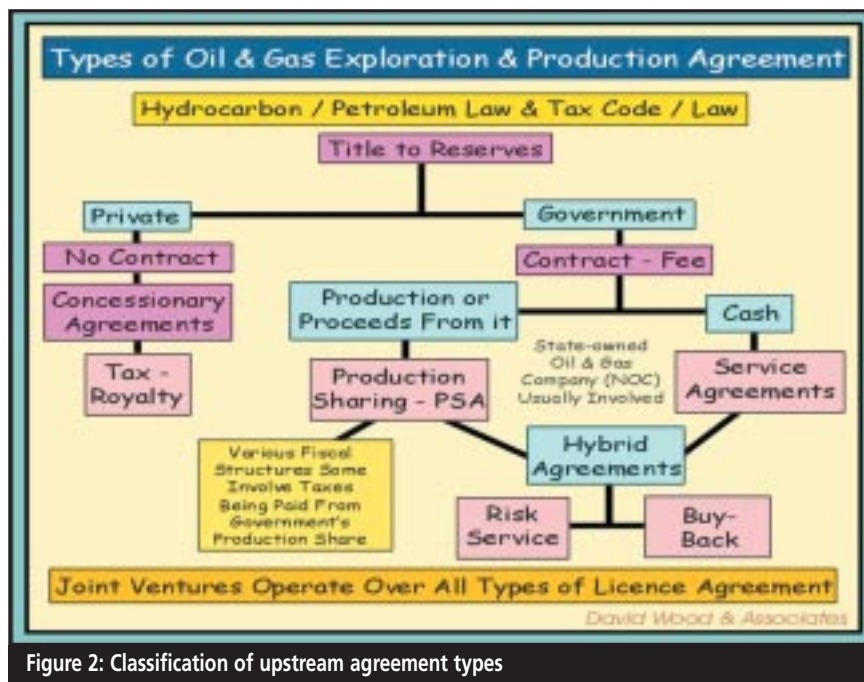 Types of Oil & Gas Exploration & Production Agreement
Hydrocarbon / Petroleum Law & Tax Code / Law
Title to Reserves
Private
Government
No Contract
Contract - Fee
Concessionary
Agreements
Production or
Proceeds From it
Cash
Tax -
Royalty
Production
Sharing - PSA
State-owned
Oil & Gas
Company (NOC)
Usually Involved
Service
Agreements
Various Fiscal
Structures Some
Involve Taxes
Being Paid From
Government's
Production Share
Hybrid
Agreements
Risk
Service
Buy-
Back
Joint Ventures Operate Over All Types of Licence Agreement
David Wood & Associates
Figure 2: Classification of upstream agreement types